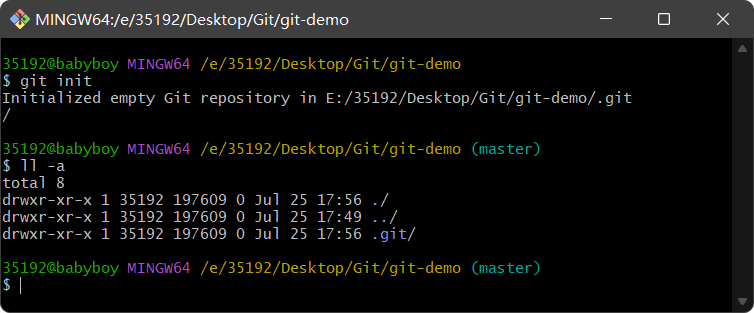 MINGW64:/e/35192/Desktop/Git/git-demo
35192@babyboy MINGW64 /e/35192/Desktop/Git/git-demo
$ git init
Initialized empty Git repository in E:/35192/Desktop/Git/git-demo/.git
/
35192@babyboy MINGW64 /e/35192/Desktop/Git/git-demo (master)
$ ll -a
total 8
drwxr-xr-x 1 35192 197609 0 Jul 25 17:56 ./
drwxr-xr-x 1 35192 197609 0 Jul 25 17:49 ../
drwxr-xr-x 1 35192 197609 0 Jul 25 17:56 .git/
35192@babyboy MINGW64 /e/35192/Desktop/Git/git-demo (master)
$